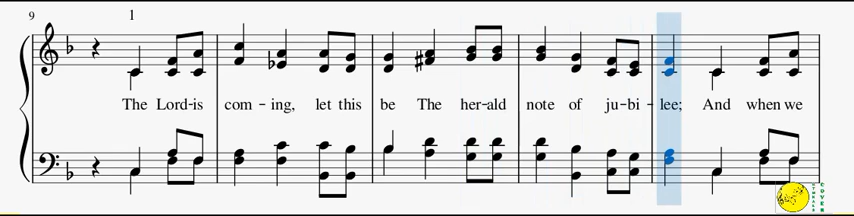 9
1
The Lord-is com - ing, let this be The her-ald note of ju-bi - lee; And when we